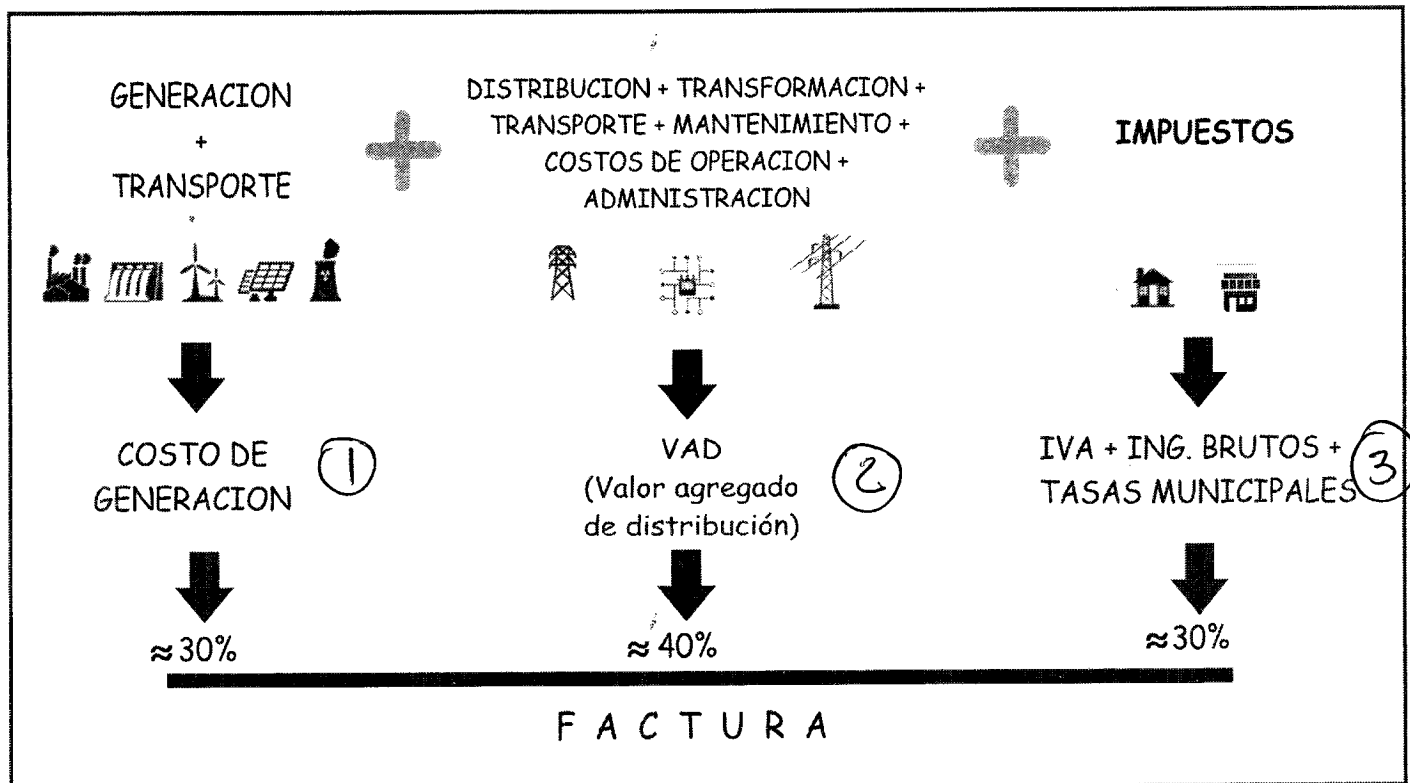 GENERACION
+
TRANSPORTE
DISTRIBUCION + TRANSFORMACION +
TRANSPORTE + MANTENIMIENTO +
COSTOS DE OPERACION +
ADMINISTRACION
IMPUESTOS
COSTO DE
GENERACION
1
VAD
(Valor agregado
de distribución)
2
IVA + ING. BRUTOS +
TASAS MUNICIPALES
3
≈30%
≈40%
≈30%
FACTURA